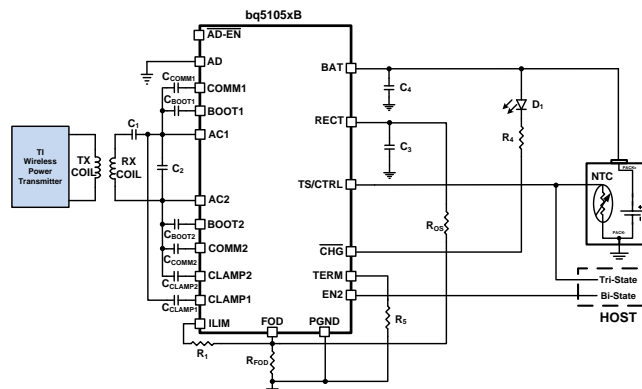 bq5105xB
AD-EN
AD
CCOMM1
COMM1
CBOOT1
BOOT1
C1
AC1
TI
Wireless
Power
Transmitter
TX
COIL
RX
COIL
C2
AC2
BOOT2
CBOOT2
COMM2
CCOMM2
CLAMP2
CCLAMP2
CLAMP1
CCLAMP1
ILIM
R1
FOD
PGND
RFOD
BAT
C4
D1
RECT
R4
C3
NTC
PACK+
TS/CTRL
ROS
PACK-
CHG
TERM
EN2
R5
Tri-State
Bi-State
HOST